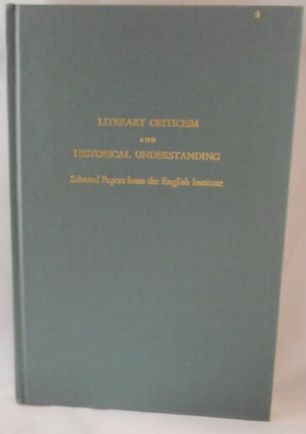 LITERARY CRITICISM
AND
HISTORICAL UNDERSTANDING
Selected Papers from the English Institute